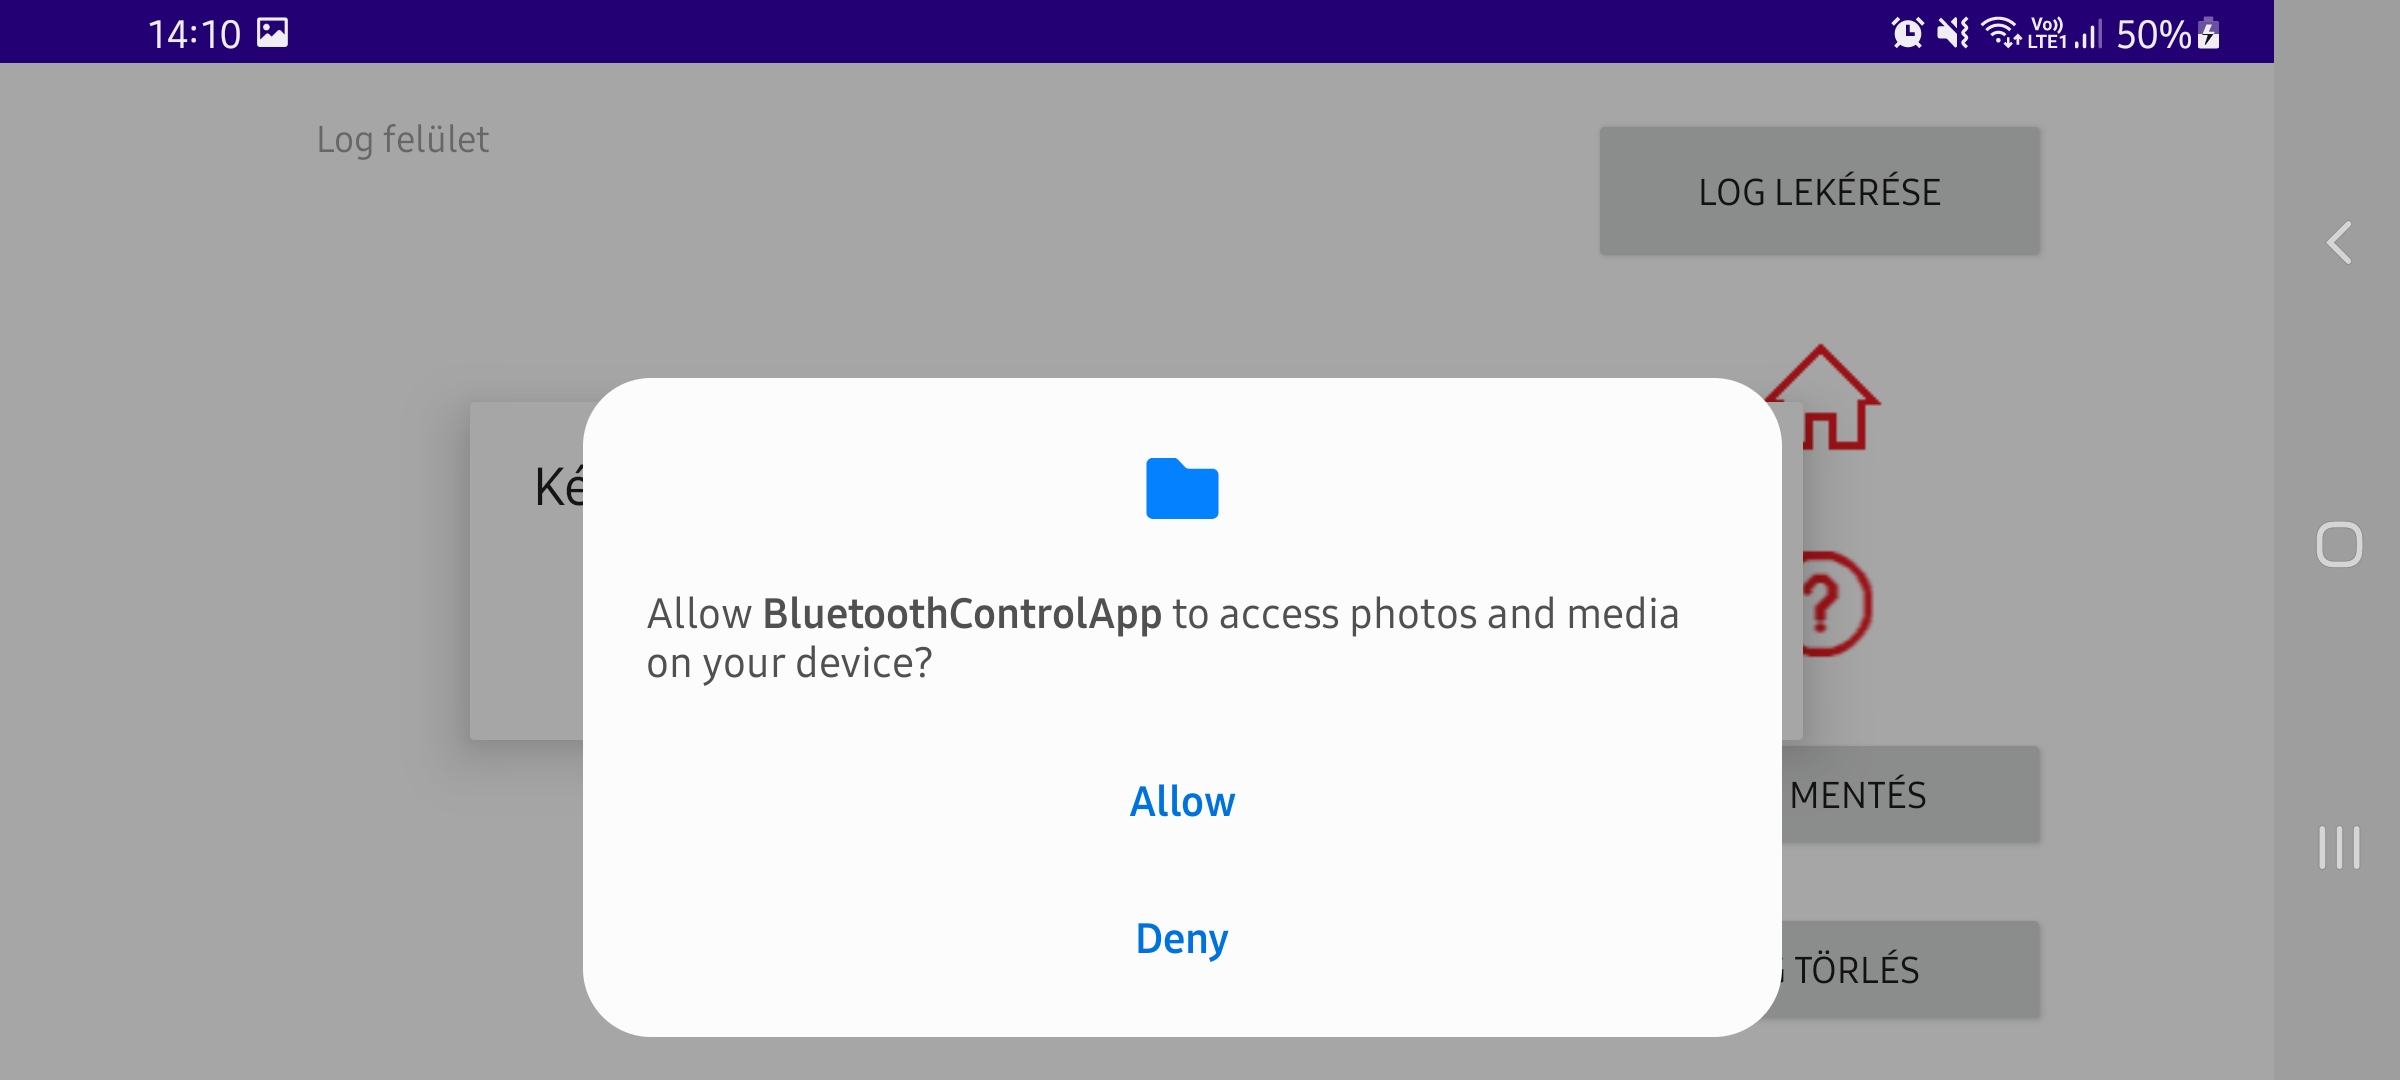 14:10
Vo)) LTE1 50%
Log felület
LOG LEKÉRÉSE
Allow BluetoothControlApp to access photos and media
on your device?
Allow
Deny
MENTÉS
TÖRLÉS